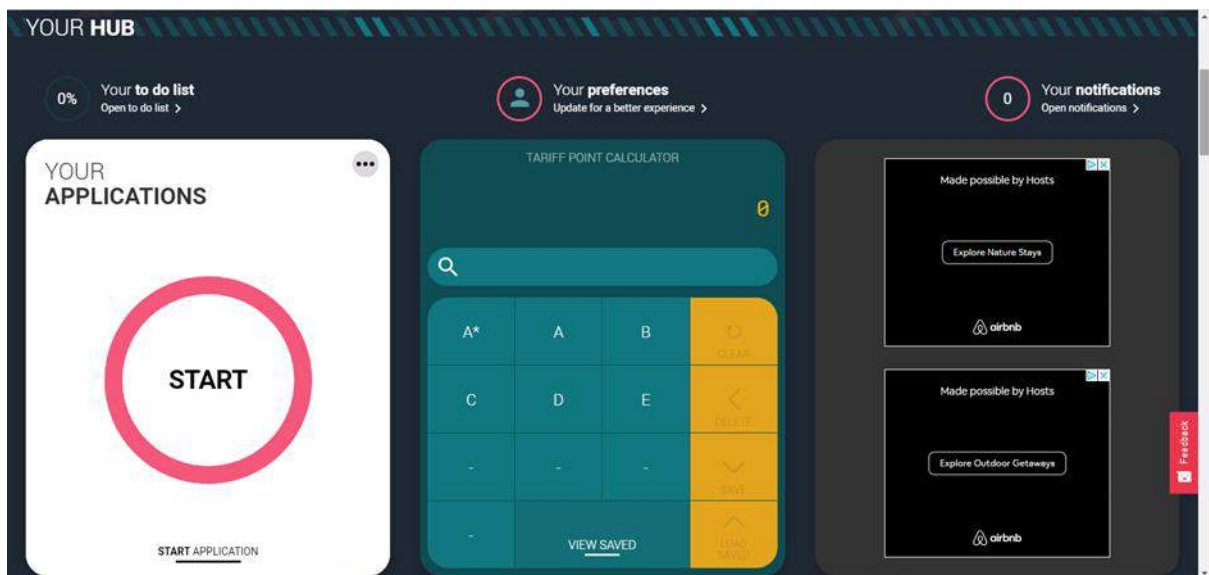 YOUR HUB
0%
Your to do list
Open to do list >
Your preferences
Update for a better experience >
0
Your notifications
Open notifications >
YOUR
APPLICATIONS
START
START APPLICATION
TARIFF POINT CALCULATOR
0
A* A B CLEAR
C D E DELETE
- - - SAVE
- VIEW SAVED LOAD SAVED
Made possible by Hosts
Explore Nature Stays
airbnb
Made possible by Hosts
Explore Outdoor Getaways
airbnb
Feedback